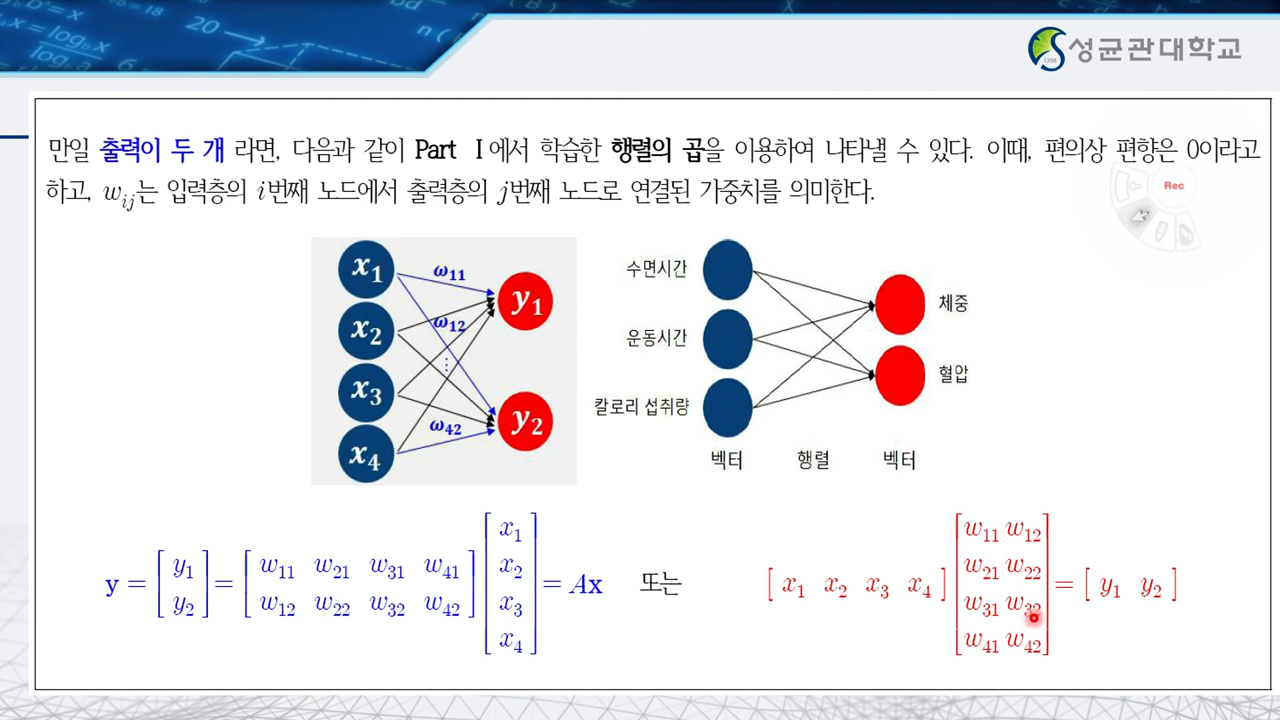 성균관대학교
1398
만일 출력이 두 개 라면, 다음과 같이 Part I에서 학습한 행렬의 곱을 이용하여 나타낼 수 있다. 이때, 편의상 편향은 0이라고
하고, w_{ij}는 입력층의 i번째 노드에서 출력층의 j번째 노드로 연결된 가중치를 의미한다.
Rec
x₁ ω₁₁ y₁
x₂ ω₁₂
⋮
x₃
ω₄₂ y₂
x₄
수면시간 체중
운동시간 혈압
칼로리 섭취량
벡터 행렬 벡터
y = [ y₁ y₂ ] = [ w₁₁ w₂₁ w₃₁ w₄₁
w₁₂ w₂₂ w₃₂ w₄₂ ] [ x₁ x₂ x₃ x₄ ] = Ax 또는
[ x₁ x₂ x₃ x₄ ] [ w₁₁ w₁₂
w₂₁ w₂₂
w₃₁ w₃₂
w₄₁ w₄₂ ] = [ y₁ y₂ ]